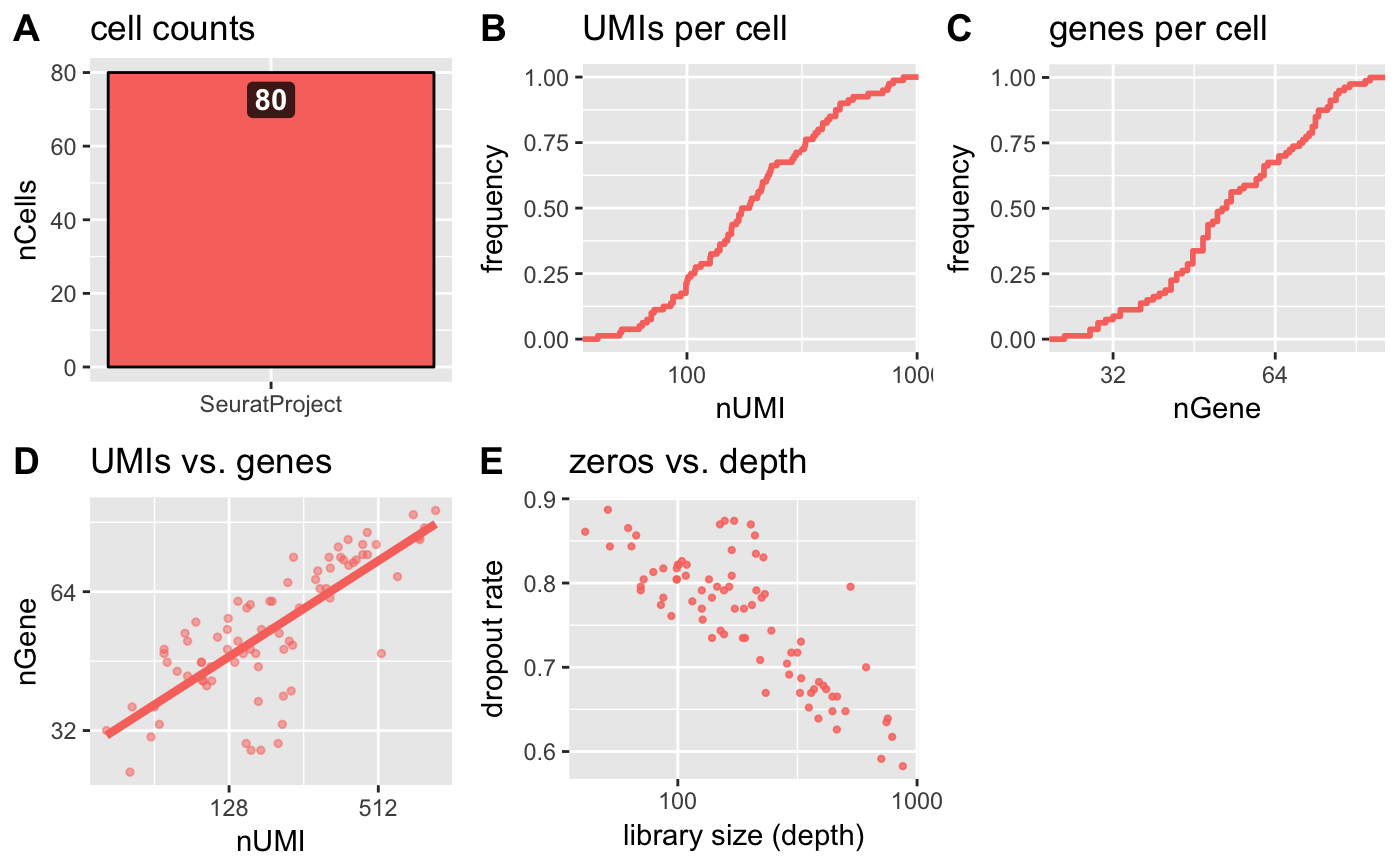 A cell counts
80
60
40
20
0
nCells
80
SeuratProject
B UMIs per cell
1.00
0.75
0.50
0.25
0.00
frequency
100
100
nUMI
C genes per cell
1.00
0.75
0.50
0.25
0.00
frequency
32 64
nGene
D UMIs vs. genes
64
32
nGene
128 512
nUMI
E zeros vs. depth
0.9
0.8
0.7
0.6
dropout rate
100 1000
library size (depth)